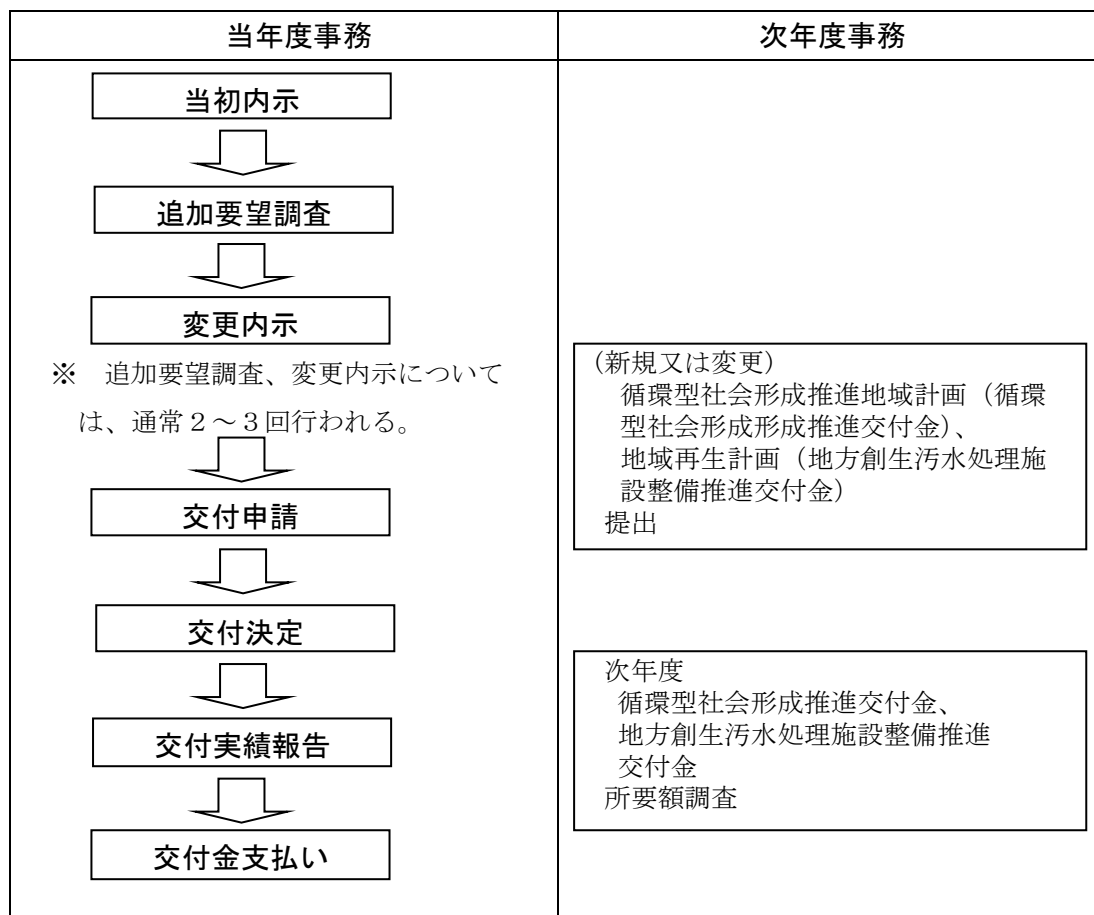 当年度事務
次年度事務
当初内示
追加要望調査
変更内示
※　追加要望調査、変更内示について
は、通常２～３回行われる。
交付申請
交付決定
交付実績報告
交付金支払い
（新規又は変更）
循環型社会形成推進地域計画（循環
型社会形成形成推進交付金）、
地域再生計画（地方創生汚水処理施
設整備推進交付金）
提出
次年度
循環型社会形成推進交付金、
地方創生汚水処理施設整備推進
交付金
所要額調査